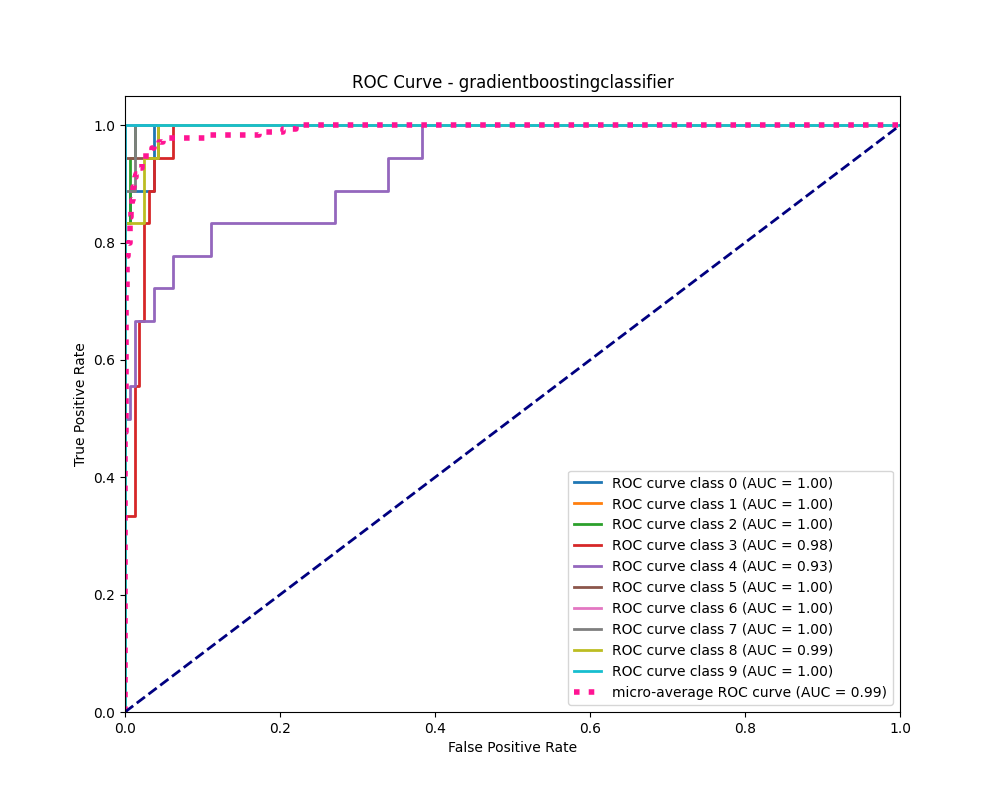 ROC Curve - gradientboostingclassifier
True Positive Rate
1.0
0.8
0.6
0.4
0.2
0.0
ROC curve class 0 (AUC = 1.00)
ROC curve class 1 (AUC = 1.00)
ROC curve class 2 (AUC = 1.00)
ROC curve class 3 (AUC = 0.98)
ROC curve class 4 (AUC = 0.93)
ROC curve class 5 (AUC = 1.00)
ROC curve class 6 (AUC = 1.00)
ROC curve class 7 (AUC = 1.00)
ROC curve class 8 (AUC = 0.99)
ROC curve class 9 (AUC = 1.00)
micro-average ROC curve (AUC = 0.99)
0.0 0.2 0.4 0.6 0.8 1.0
False Positive Rate